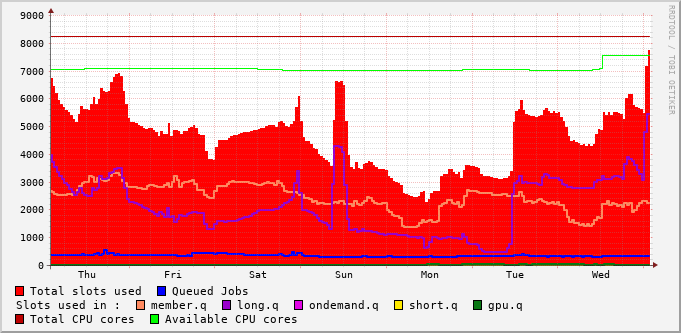 RRDTOOL / TOBI OETIKER
9000
8000
7000
6000
5000
4000
3000
2000
1000
0
Thu Fri Sat Sun Mon Tue Wed
Total slots used Queued Jobs
Slots used in : member.q long.q ondemand.q short.q gpu.q
Total CPU cores Available CPU cores